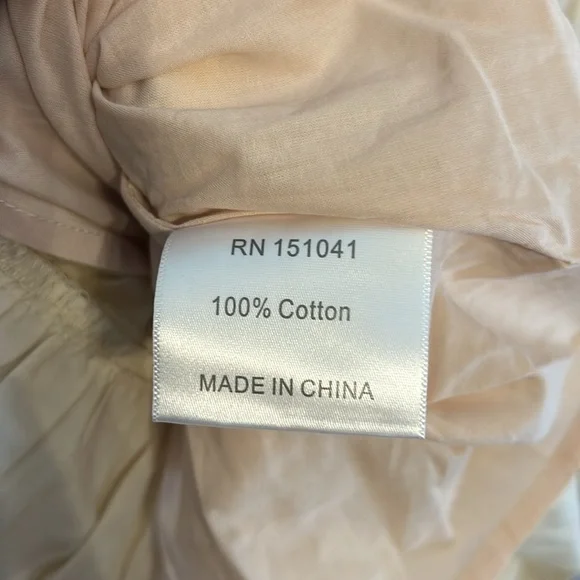 RN 151041
100% Cotton
MADE IN CHINA